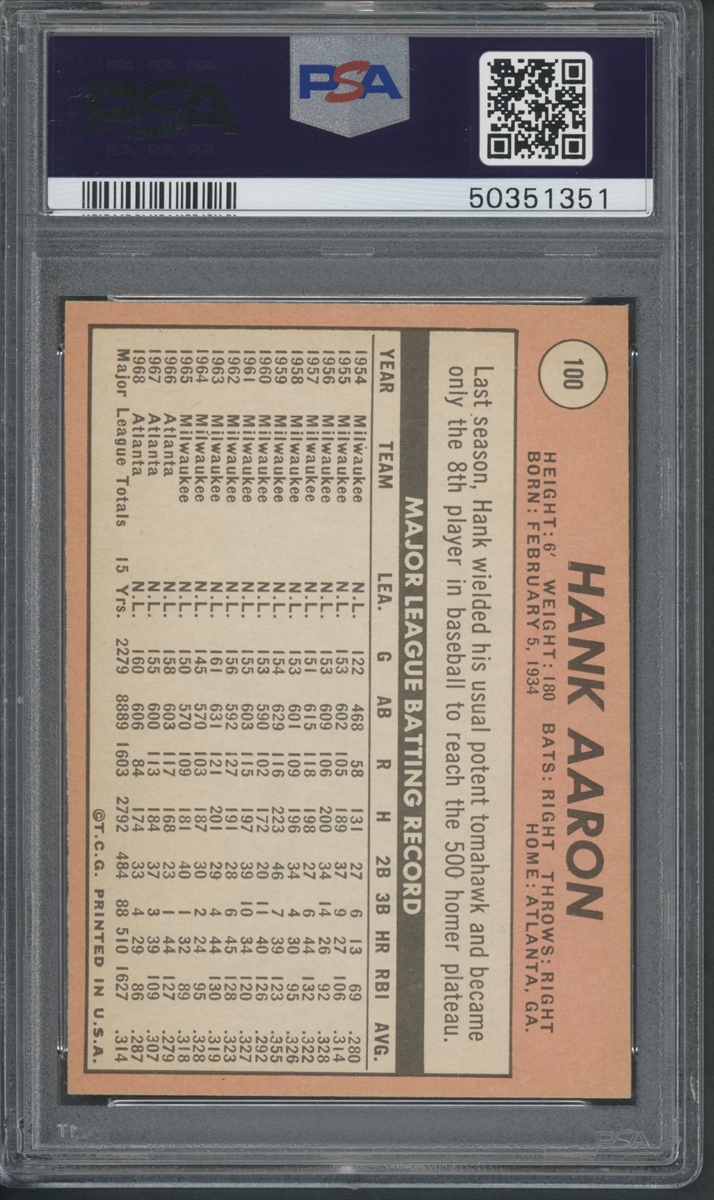 PSA
PSA
50351351
100
HANK AARON
HEIGHT: 6' WEIGHT: 180 BATS: RIGHT THROWS: RIGHT
BORN: FEBRUARY 5, 1934 HOME: ATLANTA, GA.
Last season, Hank wielded his usual potent tomahawk and became
only the 8th player in baseball to reach the 500 homer plateau.
MAJOR LEAGUE BATTING RECORD
YEAR TEAM LEA. G AB R H 2B 3B HR RBI AVG.
1954 Milwaukee N.L. 122 468 58 131 27 6 13 69 .280
1955 Milwaukee N.L. 153 602 105 189 37 9 27 106 .314
1956 Milwaukee N.L. 153 609 106 200 34 14 26 92 .328
1957 Milwaukee N.L. 151 615 118 198 27 6 44 132 .322
1958 Milwaukee N.L. 153 601 109 196 34 4 30 95 .326
1959 Milwaukee N.L. 154 629 116 223 46 7 39 123 .355
1960 Milwaukee N.L. 153 590 102 172 20 11 40 126 .292
1961 Milwaukee N.L. 155 603 115 197 39 10 34 120 .327
1962 Milwaukee N.L. 156 592 127 191 28 6 45 128 .323
1963 Milwaukee N.L. 161 631 121 201 29 4 44 130 .319
1964 Milwaukee N.L. 145 570 103 187 30 2 24 95 .328
1965 Milwaukee N.L. 150 570 109 181 40 1 32 89 .318
1966 Atlanta N.L. 158 603 117 168 23 1 44 127 .279
1967 Atlanta N.L. 155 600 113 184 37 3 39 109 .307
1968 Atlanta N.L. 160 606 84 174 33 4 29 86 .287
Major League Totals 15 Yrs. 2279 8889 1603 2792 484 88 510 1627 .314
©T.C.G. PRINTED IN U.S.A.
PSA